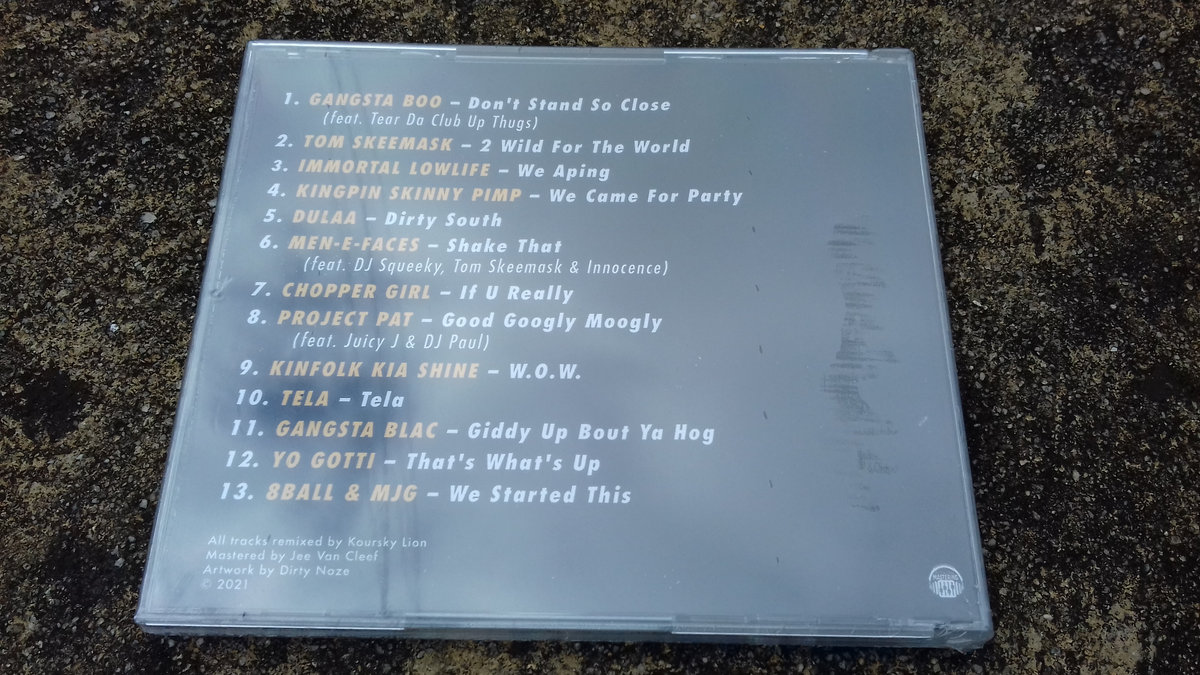 1. GANGSTA BOO – Don't Stand So Close
(feat. Tear Da Club Up Thugs)
2. TOM SKEEMASK – 2 Wild For The World
3. IMMORTAL LOWLIFE – We Aping
4. KINGPIN SKINNY PIMP – We Came For Party
5. DULAA – Dirty South
6. MEN-E-FACES – Shake That
(feat. DJ Squeeky, Tom Skeemask & Innocence)
7. CHOPPER GIRL – If U Really
8. PROJECT PAT – Good Googly Moogly
(feat. Juicy J & DJ Paul)
9. KINFOLK KIA SHINE – W.O.W.
10. TELA – Tela
11. GANGSTA BLAC – Giddy Up Bout Ya Hog
12. YO GOTTI – That's What's Up
13. 8BALL & MJG – We Started This
All tracks remixed by Koursky Lion
Mastered by Jee Van Cleef
Artwork by Dirty Noze
© 2021
MASTERING